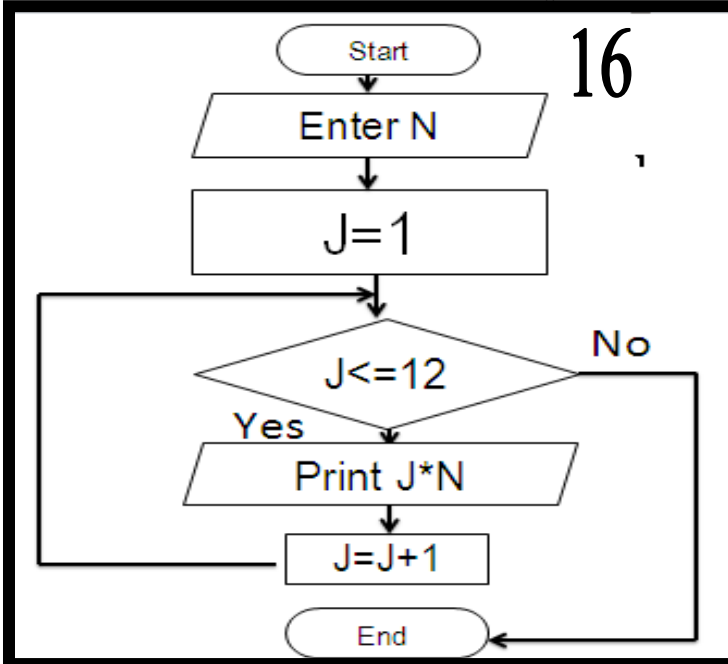 Start
16
Enter N
J=1
J<=12
No
Yes
Print J*N
J=J+1
End